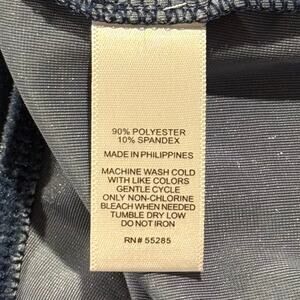 90% POLYESTER
10% SPANDEX
MADE IN PHILIPPINES
MACHINE WASH COLD
WITH LIKE COLORS
GENTLE CYCLE
ONLY NON-CHLORINE
BLEACH WHEN NEEDED
TUMBLE DRY LOW
DO NOT IRON
RN# 55285